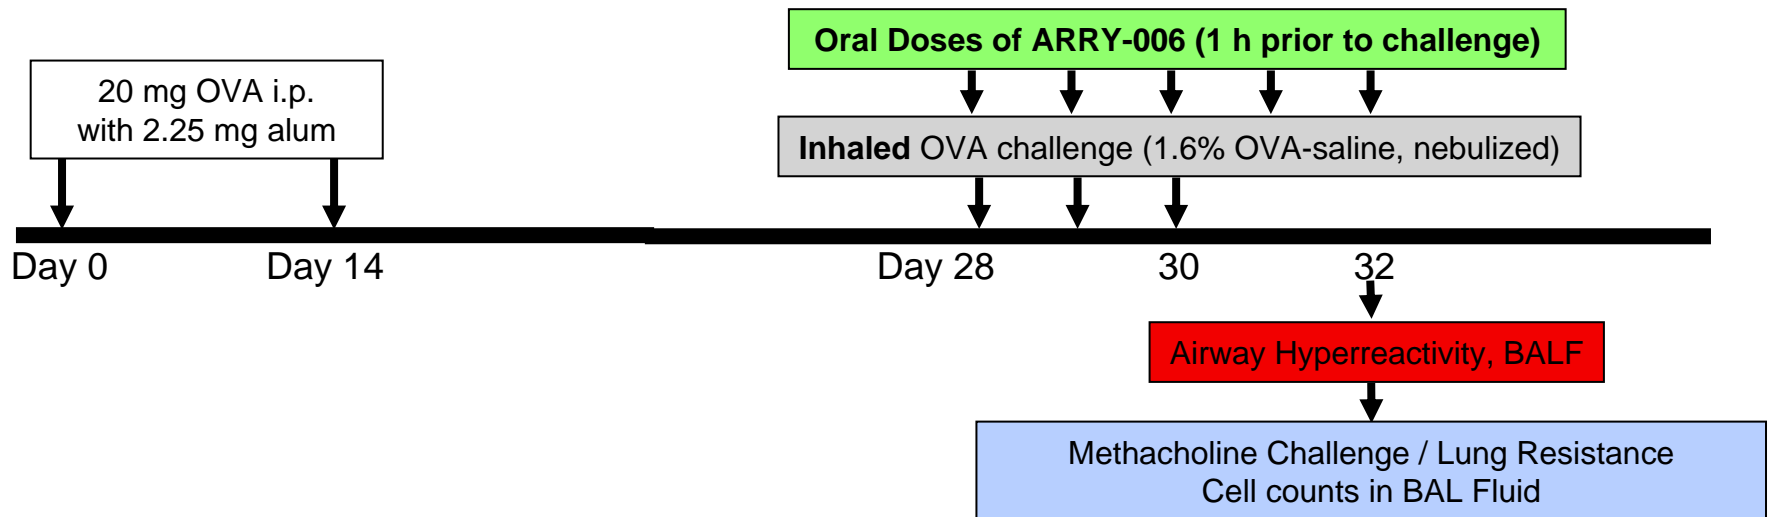 Oral Doses of ARRY-006 (1 h prior to challenge)
20 mg OVA i.p.
with 2.25 mg alum
Inhaled OVA challenge (1.6% OVA-saline, nebulized)
Day 0
Day 14
Day 28
30
32
Airway Hyperreactivity, BALF
Methacholine Challenge / Lung Resistance
Cell counts in BAL Fluid